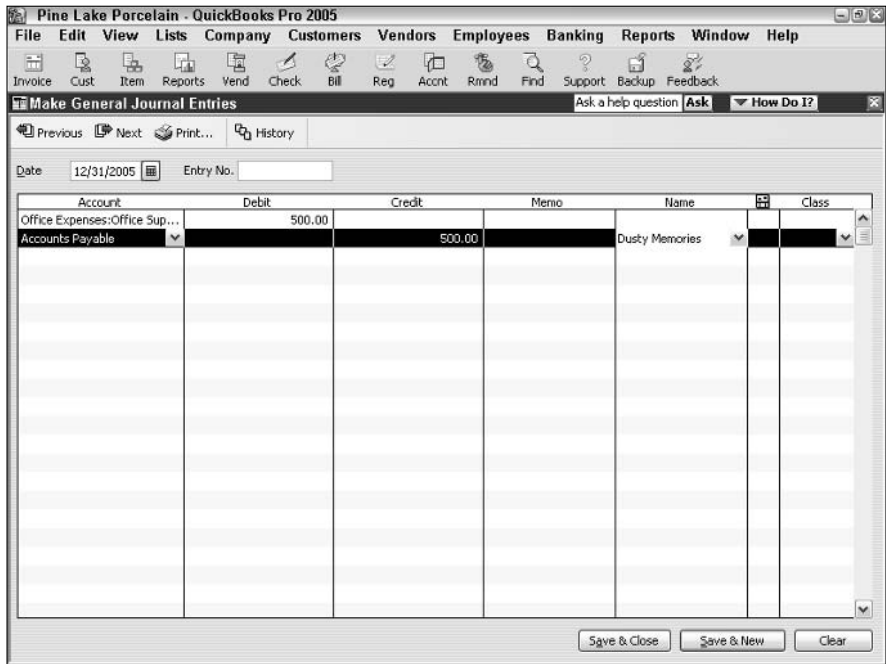 Pine Lake Porcelain - QuickBooks Pro 2005
File Edit View Lists Company Customers Vendors Employees Banking Reports Window Help
Invoice Cust Item Reports Vend Check Bill Reg Accnt Rmnd Find Support Backup Feedback
Make General Journal Entries Ask a help question Ask How Do I?
Previous Next Print... History
Date 12/31/2005 Entry No.
Account Debit Credit Memo Name Class
Office Expenses:Office Sup... 500.00
Accounts Payable 500.00 Dusty Memories
Save & Close Save & New Clear